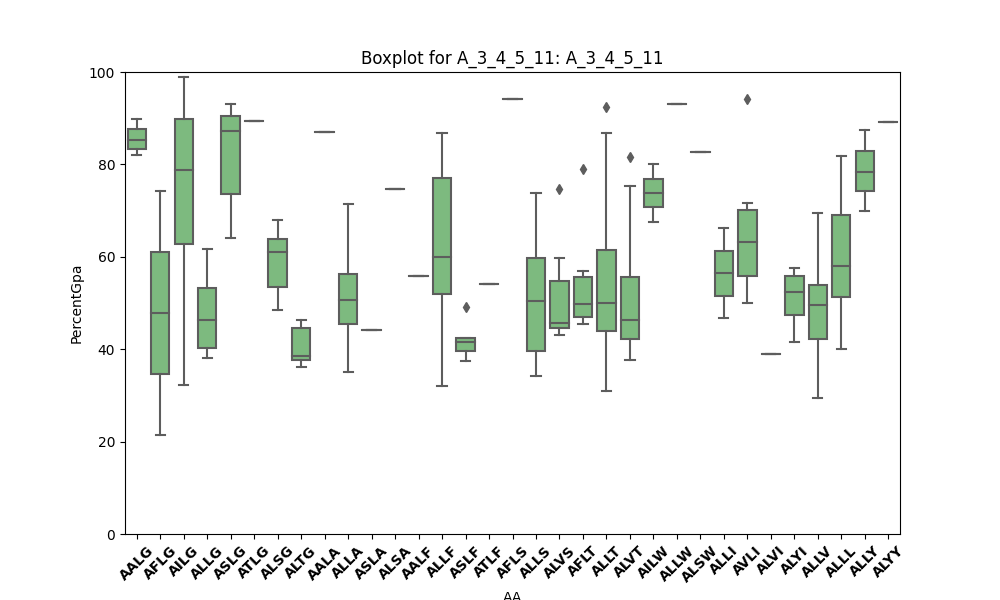 Boxplot for A_3_4_5_11: A_3_4_5_11
PercentGpa
100
80
60
40
20
0
AALG AFLG AILG ALLG ASLG ATLG ALSG ALTG AALA ALLA ASLA ALSA AALF ALLF ASLF ATLF AFLS ALLS ALVS AFLT ALLT ALVT AILW ALLW ALSW ALLI AVLI ALVI ALYI ALLV ALLL ALLY ALYY
AA